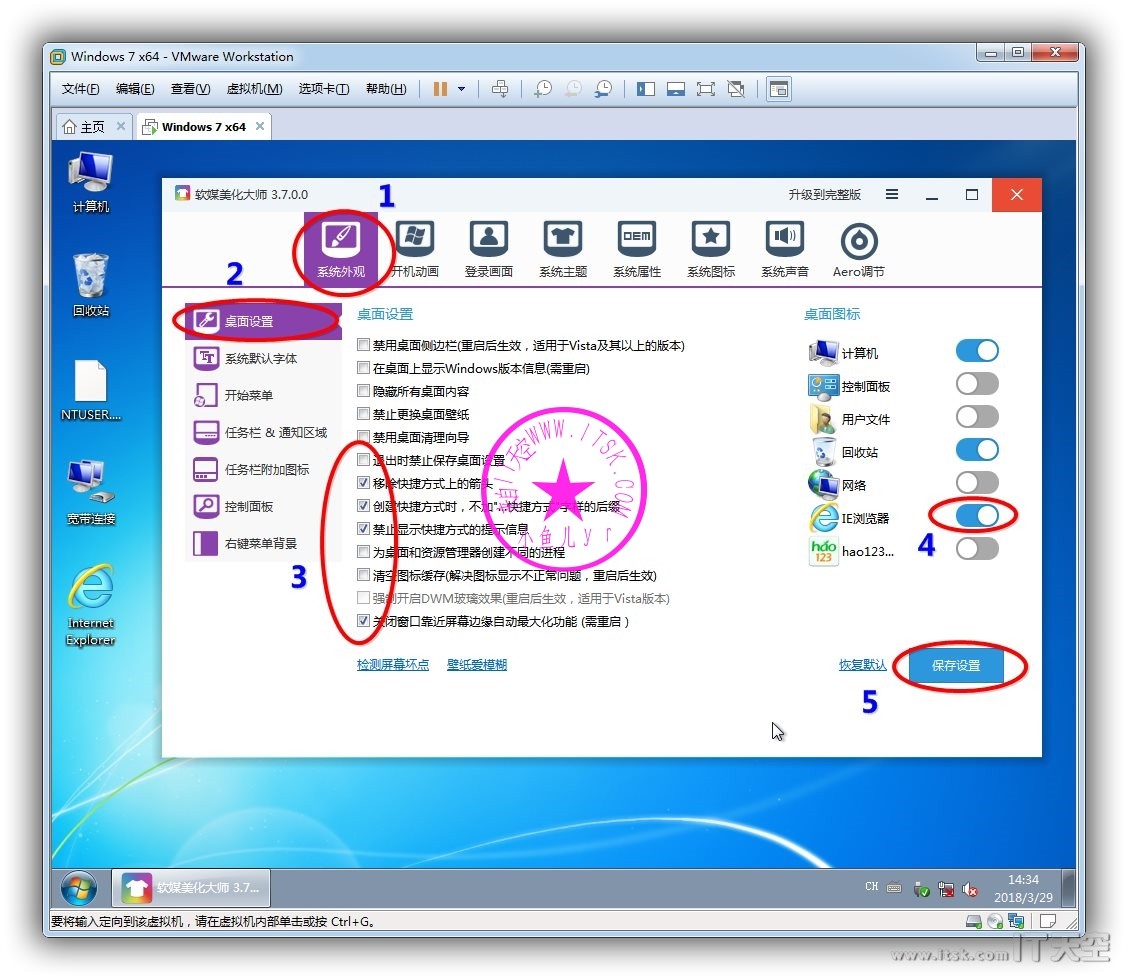 Windows 7 x64 - VMware Workstation
文件(F) 编辑(E) 查看(V) 虚拟机(M) 选项卡(T) 帮助(H)
主页 Windows 7 x64
计算机
回收站
NTUSER....
宽带连接
Internet
Explorer
软媒美化大师 3.7.0.0
升级到完整版
1
系统外观 开机动画 登录画面 系统主题 系统属性 系统图标 系统声音 Aero调节
OEM
2
桌面设置
系统默认字体
开始菜单
任务栏 & 通知区域
任务栏附加图标
控制面板
右键菜单背景
3
桌面设置
禁用桌面侧边栏(重启后生效，适用于Vista及其以上的版本)
在桌面上显示Windows版本信息(需重启)
隐藏所有桌面内容
禁止更换桌面壁纸
禁用桌面清理向导
退出时禁止保存桌面设置
移除快捷方式上的箭头
创建快捷方式时，不加"快捷方式"字样的后缀
禁止显示快捷方式的提示信息
为桌面和资源管理器创建不同的进程
清空图标缓存(解决图标显示不正常问题，重启后生效)
强制开启DWM玻璃效果(重启后生效，适用于Vista版本)
关闭窗口靠近屏幕边缘自动最大化功能 (需重启 )
检测屏幕坏点 壁纸爱模糊
桌面图标
计算机
控制面板
用户文件
回收站
网络
IE浏览器
hao123...
háo
123
4
恢复默认 保存设置
5
天空WWW.ITSK.COM
小鱼儿yr
软媒美化大师 3.7...
CH
14:34
2018/3/29
要将输入定向到该虚拟机，请在虚拟机内部单击或按 Ctrl+G。
www.itsk.com IT天空